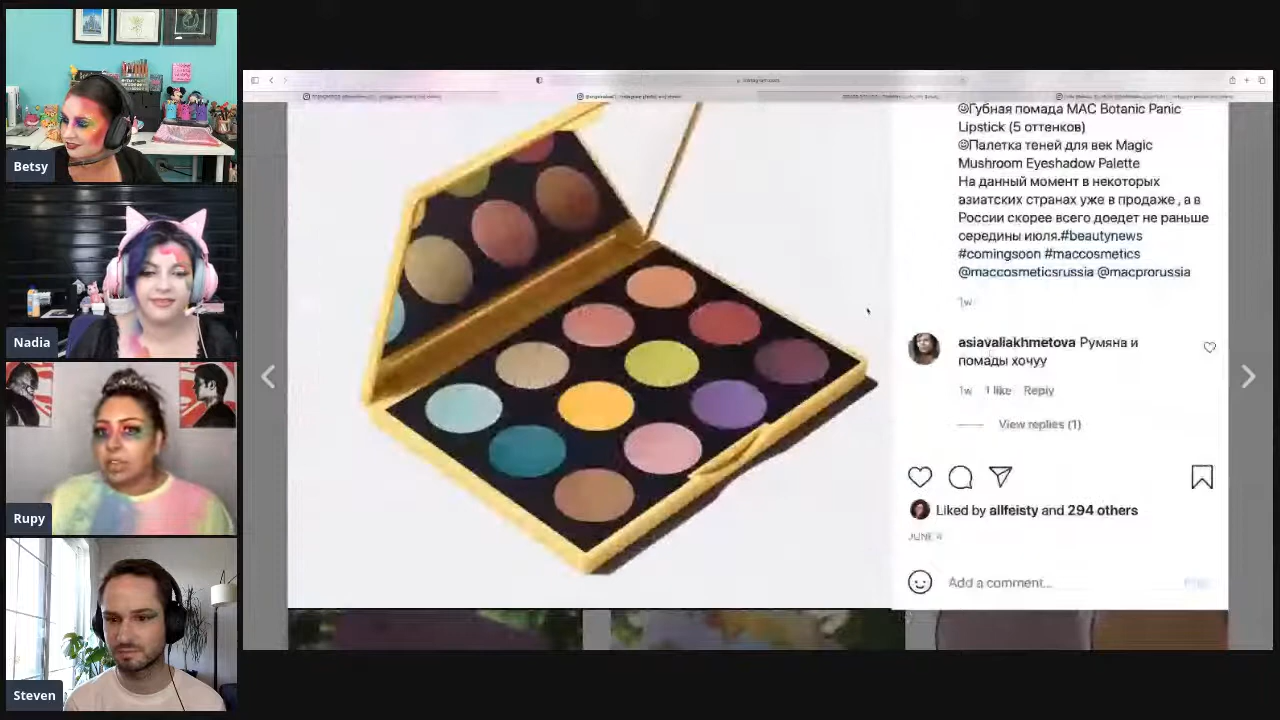 Betsy
Nadia
Rupy
Steven
☺Губная помада MAC Botanic Panic
Lipstick (5 оттенков)
☺Палетка теней для век Magic
Mushroom Eyeshadow Palette
На данный момент в некоторых
азиатских странах уже в продаже , а в
России скорее всего доедет не раньше
середины июля.#beautynews
#comingsoon #maccosmetics
@maccosmeticsrussia @macprorussia
1w
asiavaliakhmetova Румяна и
помады хочуу
1w 1 like Reply
View replies (1)
Liked by allfeisty and 294 others
JUNE 4
Add a comment...